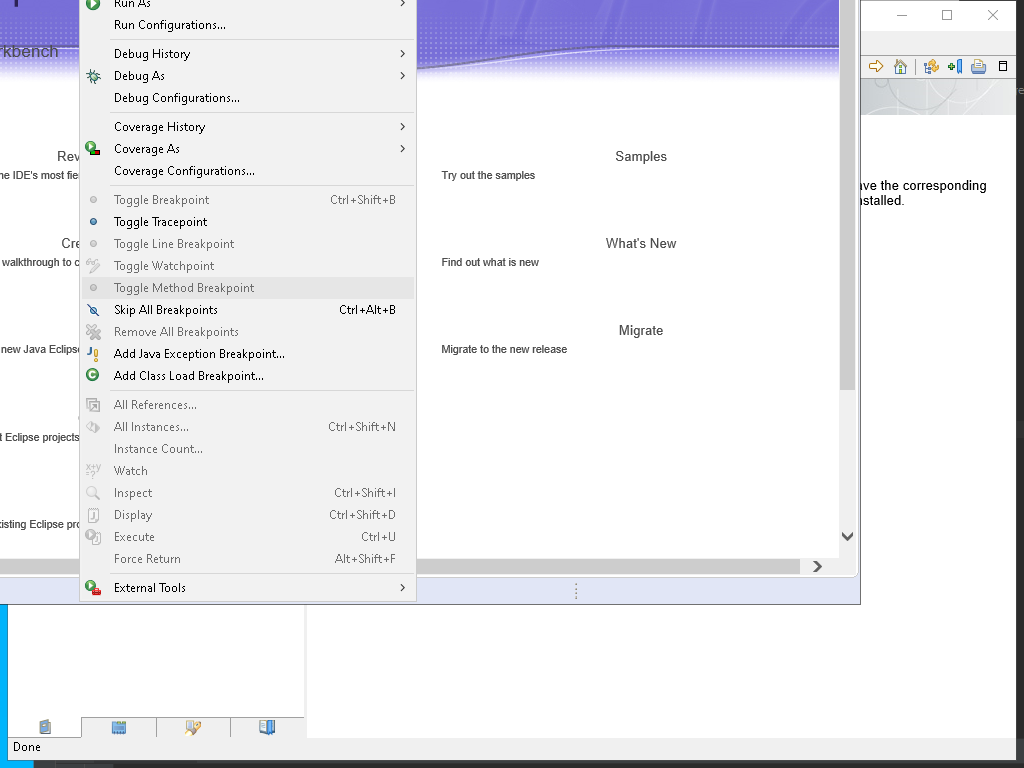 Run As
Run Configurations...
Debug History
Debug As
Debug Configurations...
Coverage History
Coverage As
Coverage Configurations...
Toggle Breakpoint Ctrl+Shift+B
Toggle Tracepoint
Toggle Line Breakpoint
Toggle Watchpoint
Toggle Method Breakpoint
Skip All Breakpoints Ctrl+Alt+B
Remove All Breakpoints
Add Java Exception Breakpoint...
Add Class Load Breakpoint...
All References...
All Instances... Ctrl+Shift+N
Instance Count...
Watch
Inspect Ctrl+Shift+I
Display Ctrl+Shift+D
Execute Ctrl+U
Force Return Alt+Shift+F
External Tools
rkbench
Rev
he IDE's most fie
Cre
walkthrough to c
new Java Eclips
t Eclipse projects
isting Eclipse pro
Samples
Try out the samples
What's New
Find out what is new
Migrate
Migrate to the new release
ave the corresponding
stalled.
Done